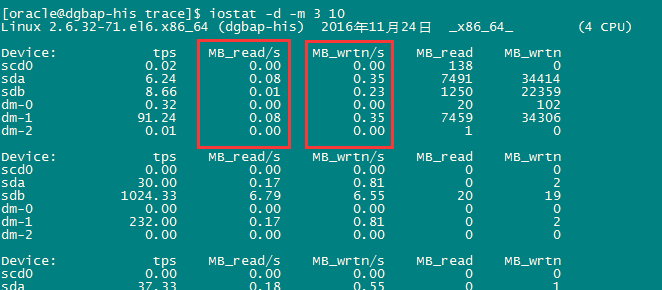 [oracle@dgbap-his trace]$ iostat -d -m 3 10
Linux 2.6.32-71.el6.x86_64 (dgbap-his) 2016年11月24日 _x86_64_ (4 CPU)
Device: tps MB_read/s MB_wrtn/s MB_read MB_wrtn
scd0 0.02 0.00 0.00 138 0
sda 6.24 0.08 0.35 7491 34414
sdb 8.66 0.01 0.23 1250 22359
dm-0 0.32 0.00 0.00 20 102
dm-1 91.24 0.08 0.35 7459 34306
dm-2 0.01 0.00 0.00 1 0
Device: tps MB_read/s MB_wrtn/s MB_read MB_wrtn
scd0 0.00 0.00 0.00 0 0
sda 30.00 0.17 0.81 0 2
sdb 1024.33 6.79 6.55 20 19
dm-0 0.00 0.00 0.00 0 0
dm-1 232.00 0.17 0.81 0 2
dm-2 0.00 0.00 0.00 0 0
Device: tps MB_read/s MB_wrtn/s MB_read MB_wrtn
scd0 0.00 0.00 0.00 0 0
sda 37.33 0.18 0.55 0 1